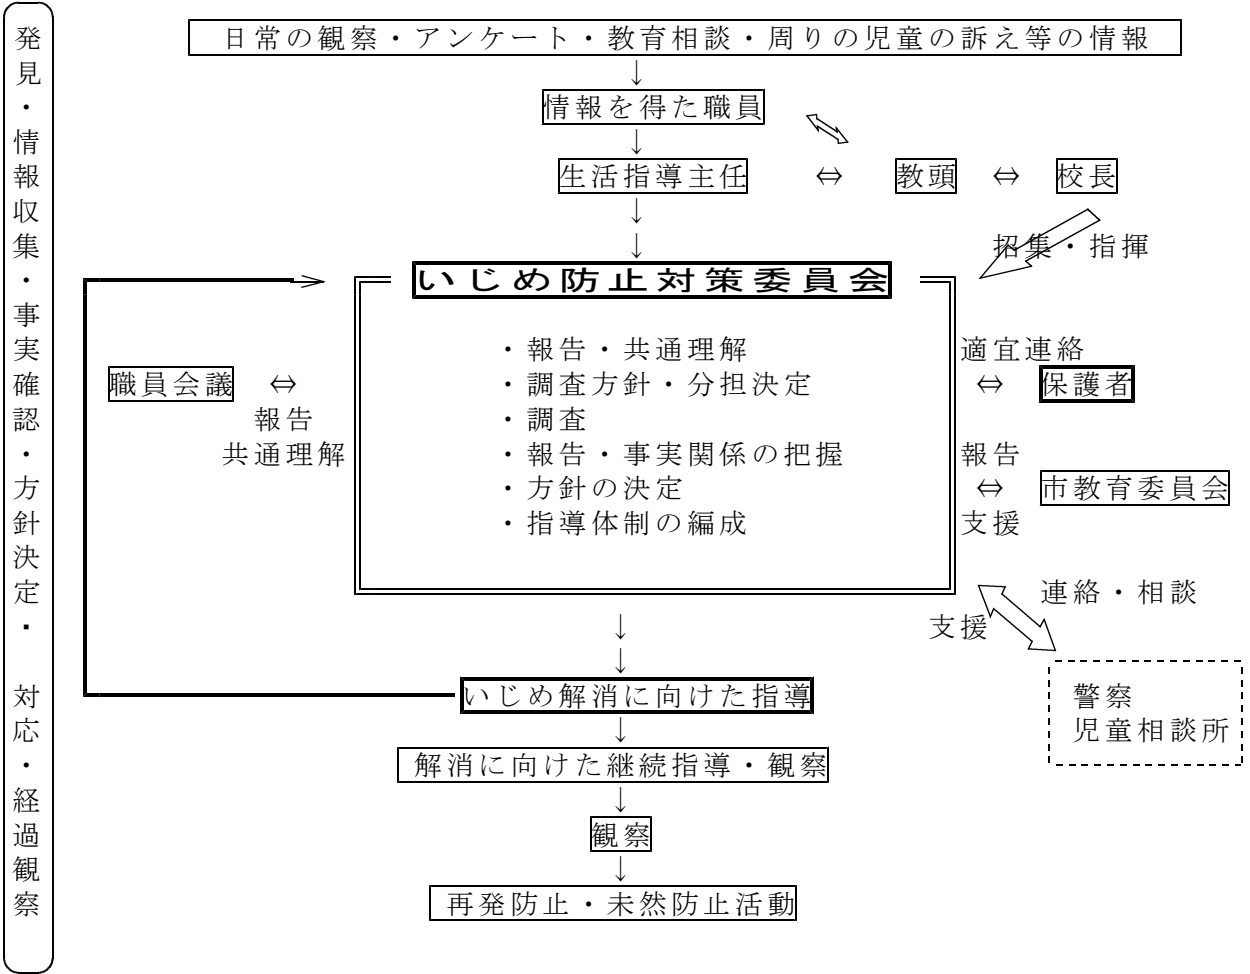 発見・情報収集・事実確認・方針決定・　対応・経過観察
日常の観察・アンケート・教育相談・周りの児童の訴え等の情報
↓
情報を得た職員
↓
生活指導主任 ⇔ 教頭 ⇔ 校長
↓
↓
招集・指揮
いじめ防止対策委員会
・報告・共通理解
・調査方針・分担決定
・調査
・報告・事実関係の把握
・方針の決定
・指導体制の編成
職員会議 ⇔
報告
共通理解
適宜連絡
⇔ 保護者
報告
⇔ 市教育委員会
支援
連絡・相談
支援
警察
児童相談所
↓
↓
いじめ解消に向けた指導
↓
解消に向けた継続指導・観察
↓
観察
↓
再発防止・未然防止活動